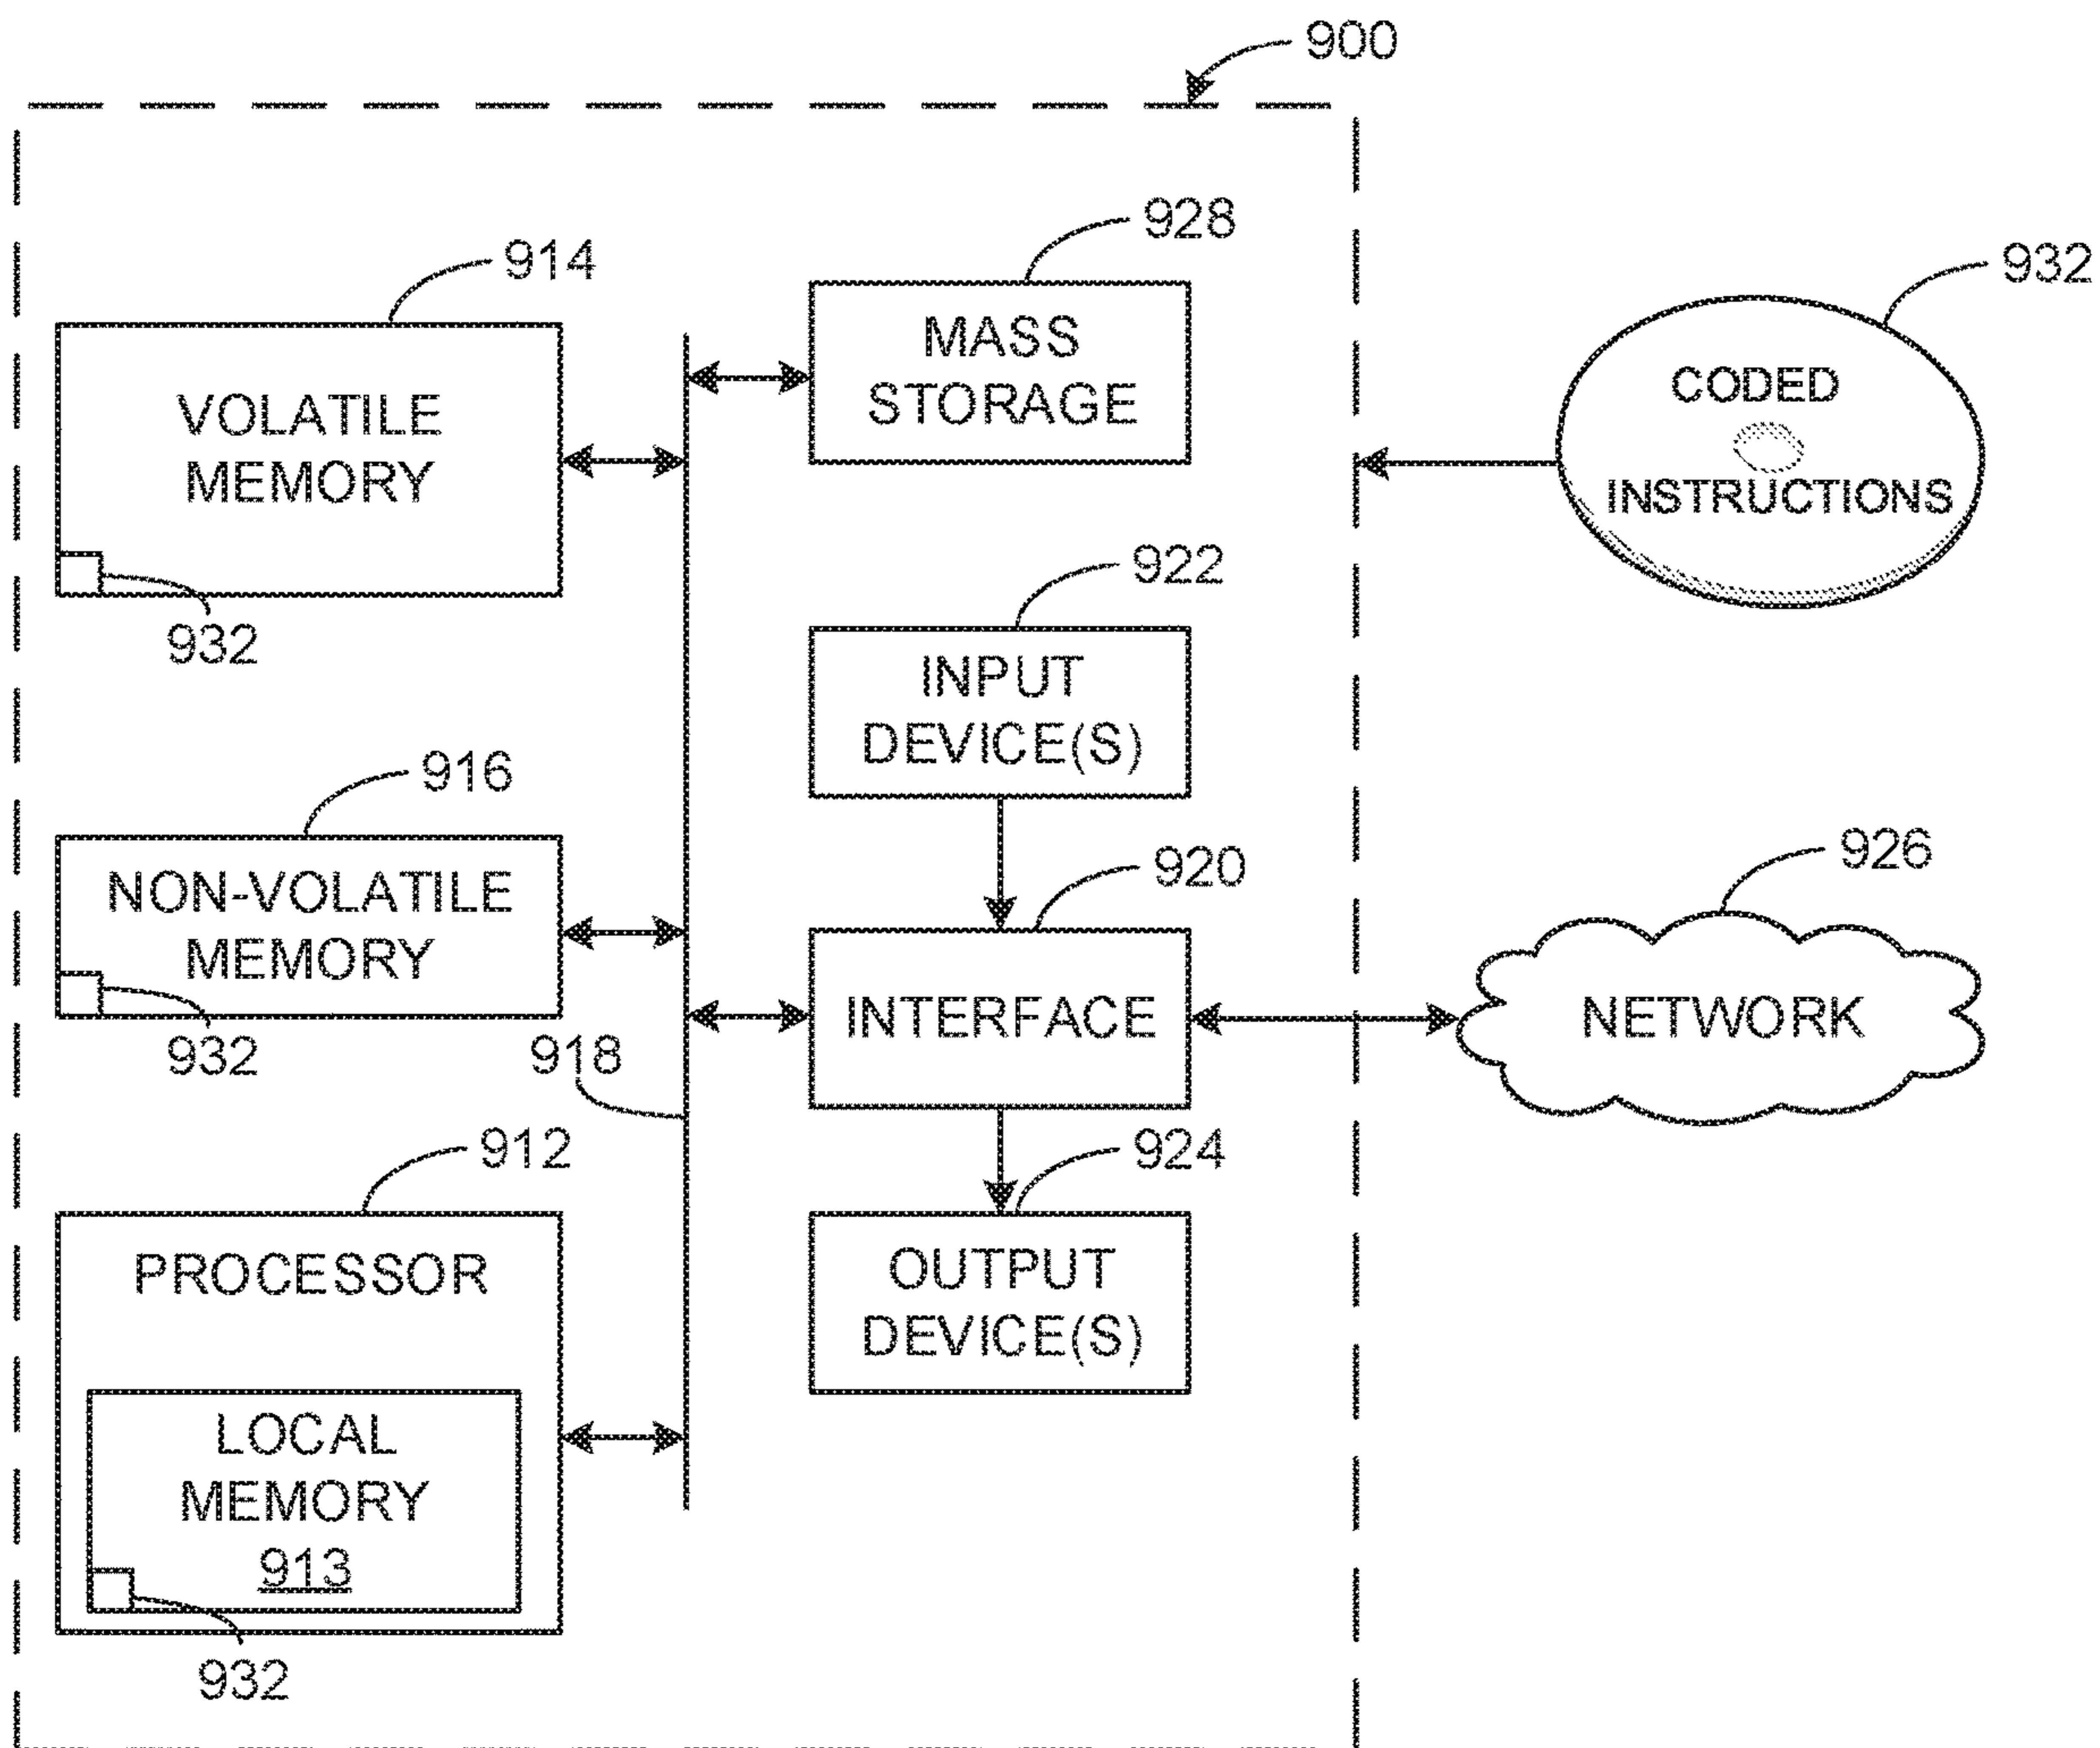 900
928
914
932
MASS
STORAGE
VOLATILE
MEMORY
CODED
INSTRUCTIONS
932
922
INPUT
DEVICE(S)
916
926
920
NON-VOLATILE
MEMORY
INTERFACE
NETWORK
932
918
912
924
PROCESSOR
OUTPUT
DEVICE(S)
LOCAL
MEMORY
913
932